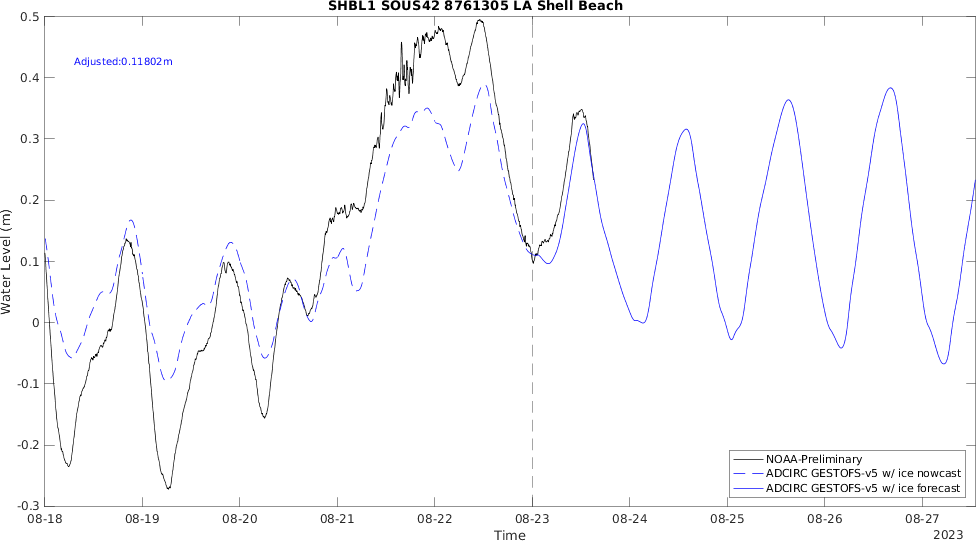 SHBL1 SOUS42 8761305 LA Shell Beach
Adjusted:0.11802m
Water Level (m)
0.5
0.4
0.3
0.2
0.1
0
-0.1
-0.2
-0.3
NOAA-Preliminary
ADCIRC GESTOFS-v5 w/ ice nowcast
ADCIRC GESTOFS-v5 w/ ice forecast
08-18 08-19 08-20 08-21 08-22 08-23 08-24 08-25 08-26 08-27
Time
2023